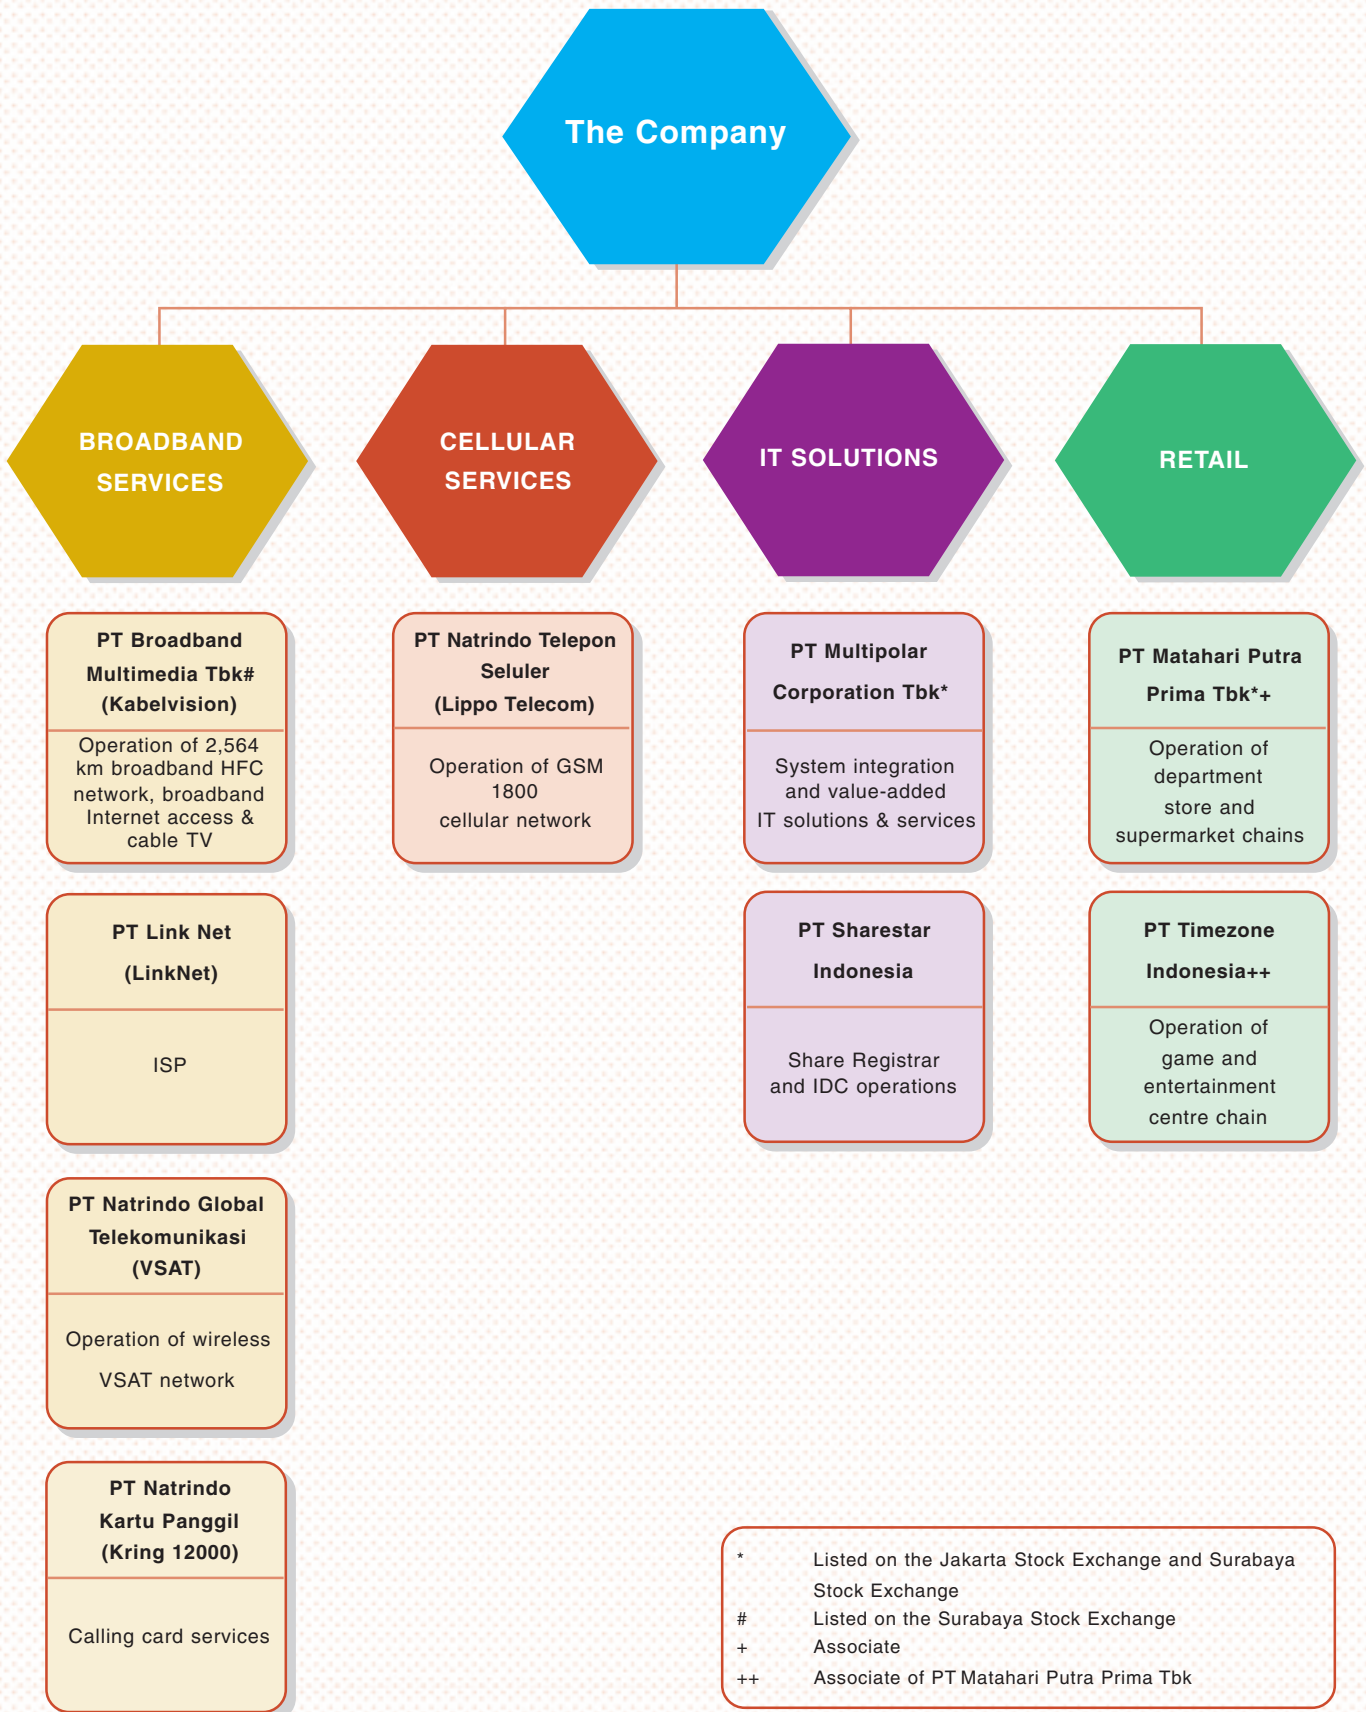 The Company
BROADBAND
SERVICES
CELLULAR
SERVICES
IT SOLUTIONS
RETAIL
PT Broadband
Multimedia Tbk#
(Kabelvision)
Operation of 2,564
km broadband HFC
network, broadband
Internet access &
cable TV
PT Link Net
(LinkNet)
ISP
PT Natrindo Global
Telekomunikasi
(VSAT)
Operation of wireless
VSAT network
PT Natrindo
Kartu Panggil
(Kring 12000)
Calling card services
PT Natrindo Telepon
Seluler
(Lippo Telecom)
Operation of GSM
1800
cellular network
PT Multipolar
Corporation Tbk*
System integration
and value-added
IT solutions & services
PT Sharestar
Indonesia
Share Registrar
and IDC operations
PT Matahari Putra
Prima Tbk*+
Operation of
department
store and
supermarket chains
PT Timezone
Indonesia++
Operation of
game and
entertainment
centre chain
* Listed on the Jakarta Stock Exchange and Surabaya
Stock Exchange
# Listed on the Surabaya Stock Exchange
+ Associate
++ Associate of PT Matahari Putra Prima Tbk